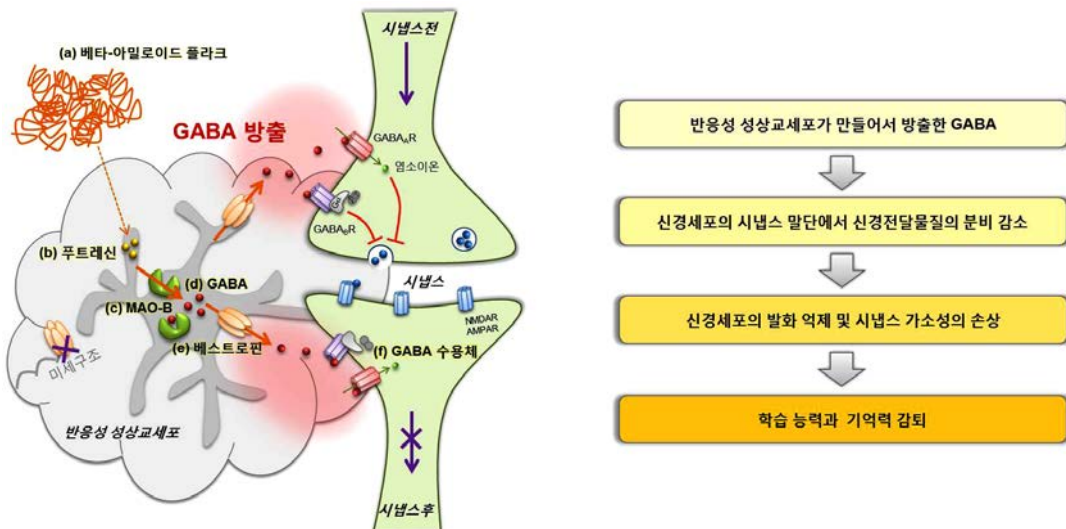 시냅스전
(a) 베타-아밀로이드 플라크
GABA 방출
GABA_AR
염소이온
GABA_BR
(b) 푸트레신
(d) GABA
(c) MAO-B
(e) 베스트로핀
시냅스
NMDAR
AMPAR
(f) GABA 수용체
미세구조
반응성 성상교세포
시냅스후
반응성 성상교세포가 만들어서 방출한 GABA
신경세포의 시냅스 말단에서 신경전달물질의 분비 감소
신경세포의 발화 억제 및 시냅스 가소성의 손상
학습 능력과 기억력 감퇴